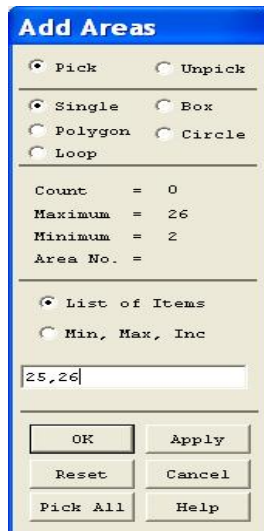 Add Areas
Pick Unpick
Single Box
Polygon Circle
Loop
Count = 0
Maximum = 26
Minimum = 2
Area No. =
List of Items
Min, Max, Inc
25,26
OK Apply
Reset Cancel
Pick All Help